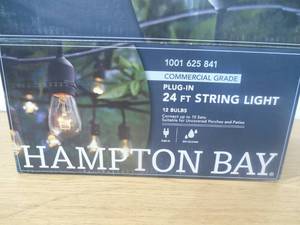 1001 625 841
COMMERCIAL GRADE
PLUG-IN
24 FT STRING LIGHT
12 BULBS
Connect up to 15 Sets
Suitable for Uncovered Porches and Patios
HAMPTON BAY®